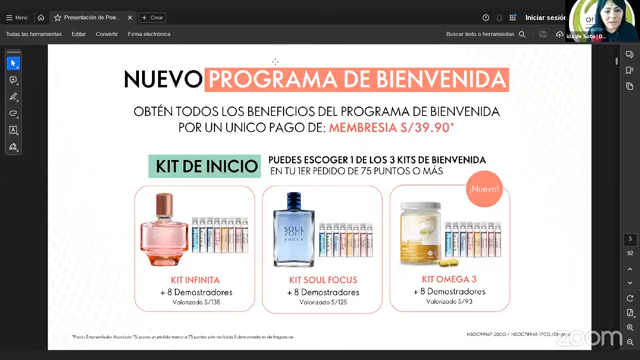 Menú
Presentación de Pow...
Crear
Iniciar sesión
Todas las herramientas
Editar
Convertir
Firma electrónica
Buscar texto o herramientas
NUEVO PROGRAMA DE BIENVENIDA
OBTÉN TODOS LOS BENEFICIOS DEL PROGRAMA DE BIENVENIDA
POR UN UNICO PAGO DE: MEMBRESIA S/39.90*
KIT DE INICIO
PUEDES ESCOGER 1 DE LOS 3 KITS DE BIENVENIDA
EN TU 1ER PEDIDO DE 75 PUNTOS O MÁS
¡Nuevo!
SOUL
FOCUS
KIT INFINITA
+ 8 Demostradores
Valorizado S/135
KIT SOUL FOCUS
+ 8 Demostradores
Valorizado S/125
KIT OMEGA 3
+ 8 Demostradores
Valorizado S/93
3
92
zoom